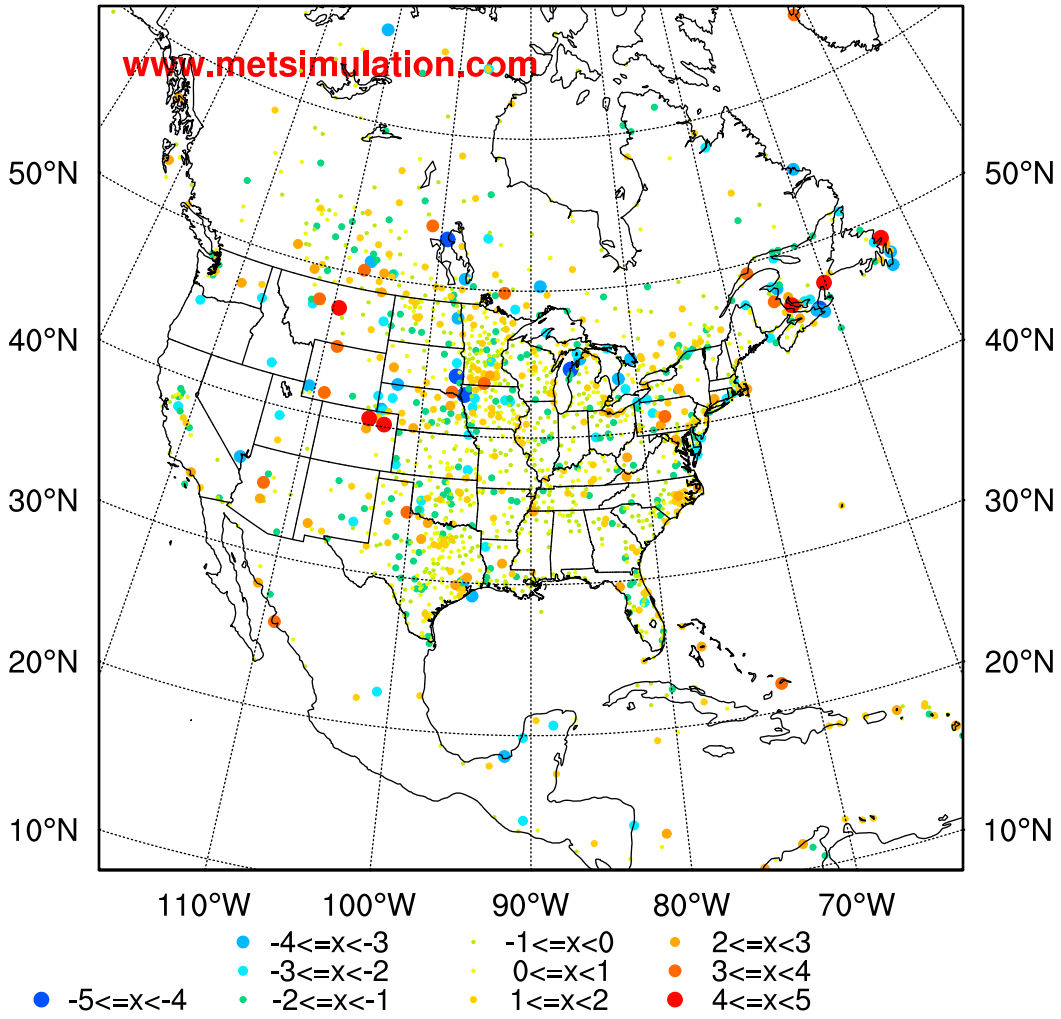 www.metsimulation.com
50°N 50°N
40°N 40°N
30°N 30°N
20°N 20°N
10°N 10°N
110°W 100°W 90°W 80°W 70°W
-4<=x<-3 -1<=x<0 2<=x<3
-3<=x<-2 0<=x<1 3<=x<4
-5<=x<-4 -2<=x<-1 1<=x<2 4<=x<5